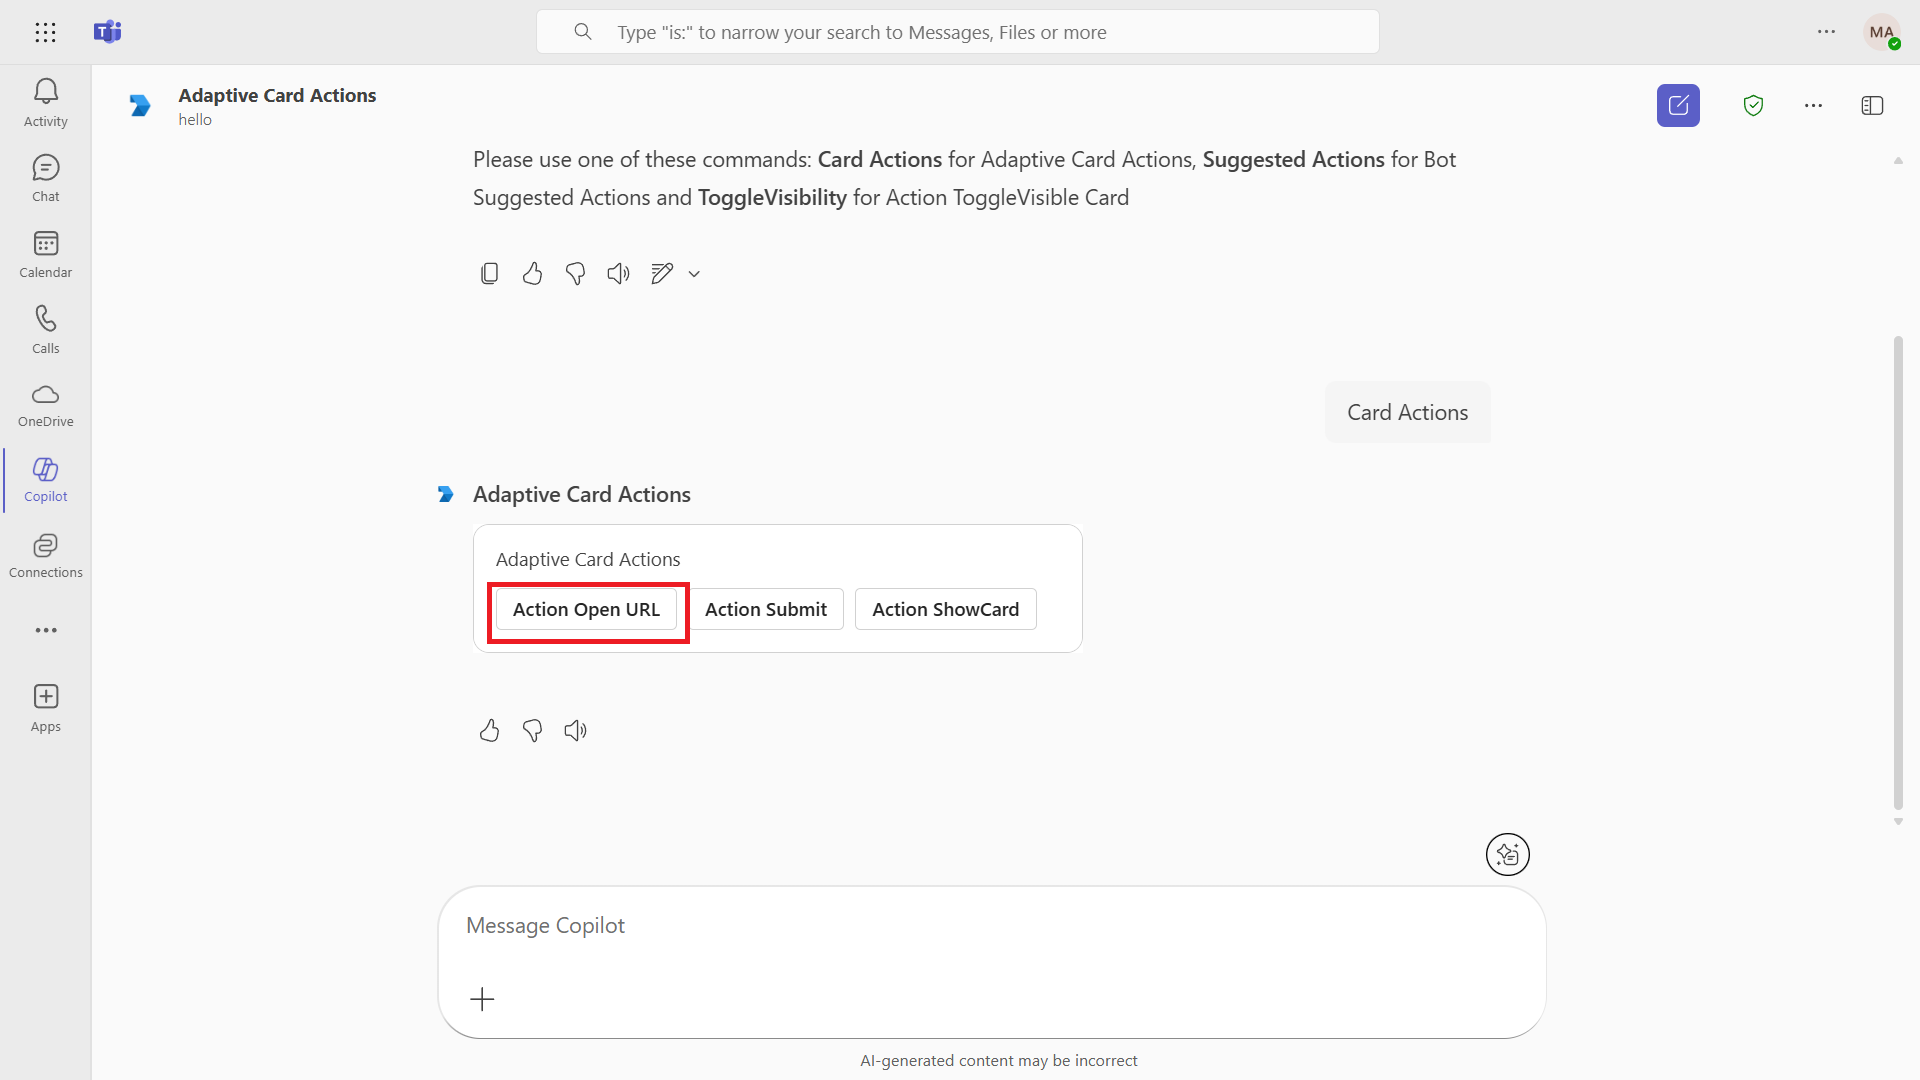 Type "is:" to narrow your search to Messages, Files or more
MA
Activity
Chat
Calendar
Calls
OneDrive
Copilot
Connections
Apps
Adaptive Card Actions
hello
Please use one of these commands: Card Actions for Adaptive Card Actions, Suggested Actions for Bot
Suggested Actions and ToggleVisibility for Action ToggleVisible Card
Card Actions
Adaptive Card Actions
Adaptive Card Actions
Action Open URL
Action Submit
Action ShowCard
Message Copilot
AI-generated content may be incorrect